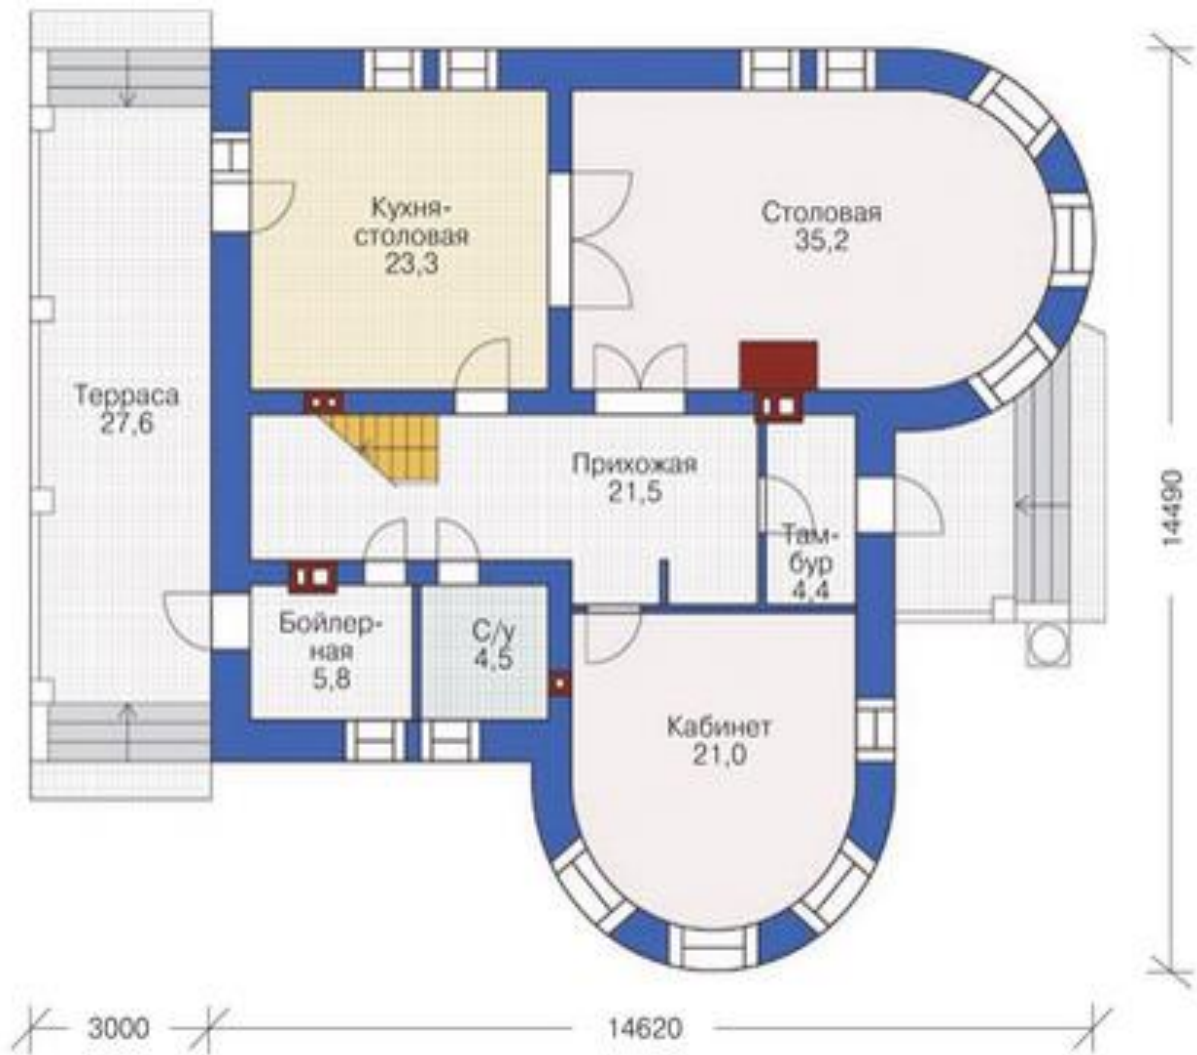 Кухня-
столовая
23,3
Столовая
35,2
Терраса
27,6
Прихожая
21,5
Там-
бур
4,4
Бойлер-
ная
5,8
С/у
4,5
Кабинет
21,0
14490
3000
14620